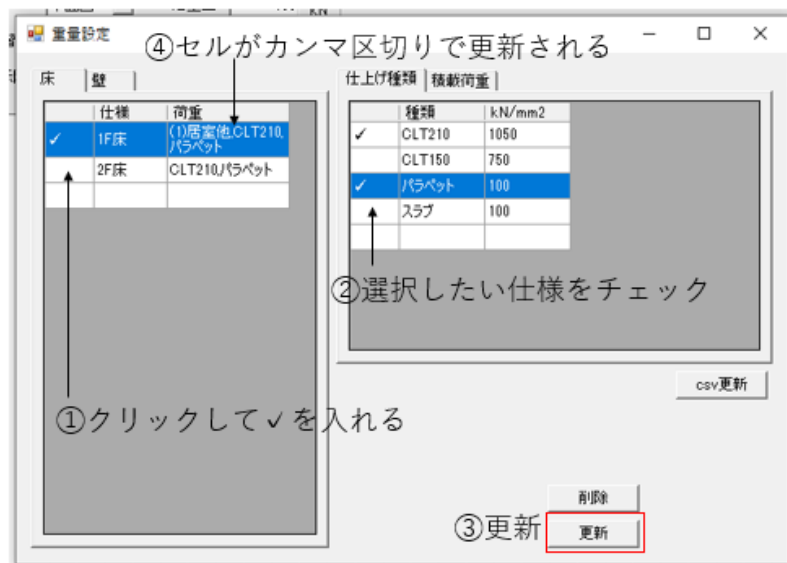 kN
重量設定
④セルがカンマ区切りで更新される
床 壁
仕様 荷重
✓ 1F床 (1)居室他,CLT210,
パラペット
2F床 CLT210,パラペット
仕上げ種類 積載荷重
種類 kN/mm2
✓ CLT210 1050
CLT150 750
✓ パラペット 100
スラブ 100
②選択したい仕様をチェック
csv更新
①クリックして✓を入れる
削除
③更新 更新